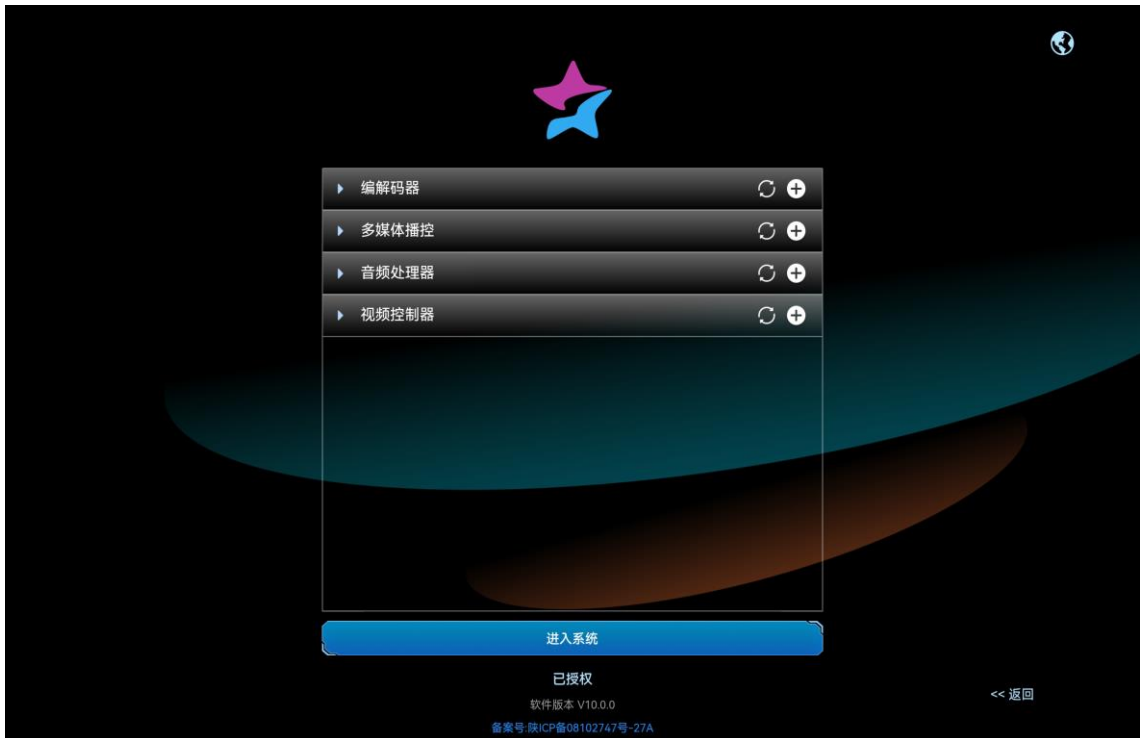 编解码器
多媒体播控
音频处理器
视频控制器
进入系统
已授权
<< 返回
软件版本 V10.0.0
备案号:陕ICP备08102747号-27A